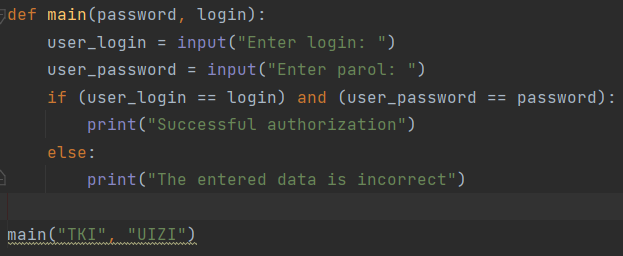 def main(password, login):
    user_login = input("Enter login: ")
    user_password = input("Enter parol: ")
    if (user_login == login) and (user_password == password):
        print("Successful authorization")
    else:
        print("The entered data is incorrect")
main("TKI", "UIZI")